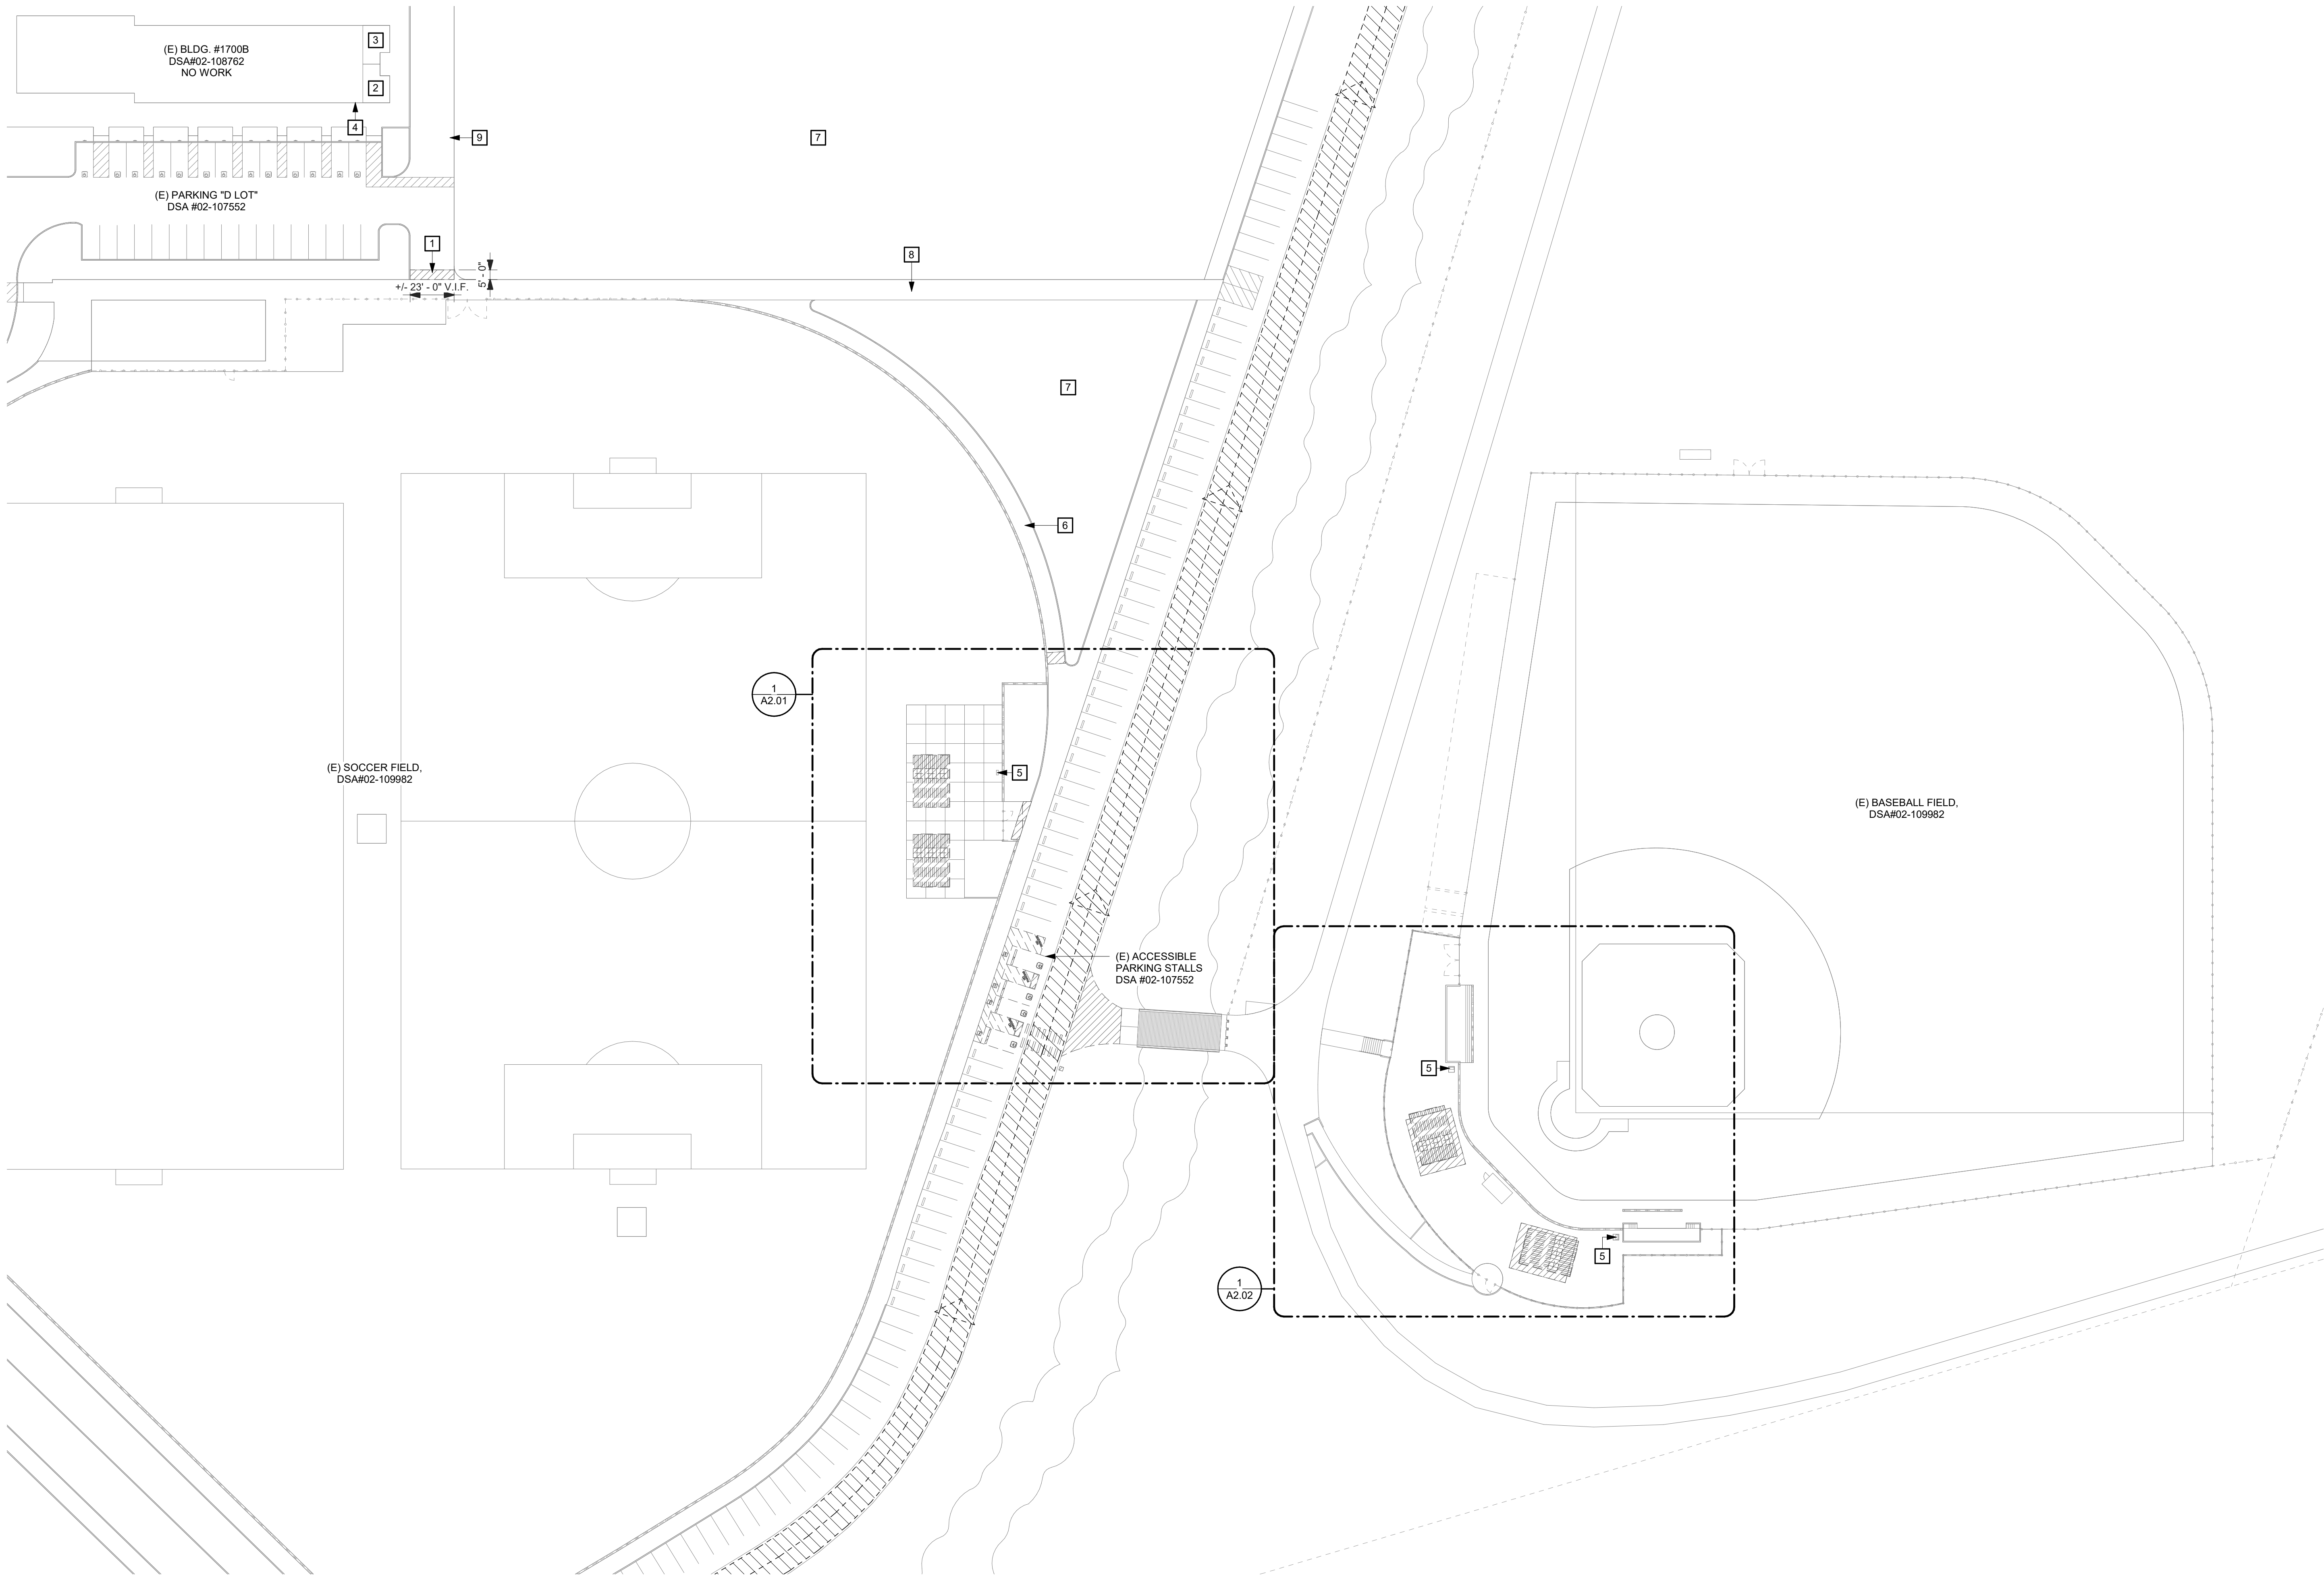 3
(E) BLDG. #1700B
DSA#02-108762
NO WORK
2
4
9
7
(E) PARKING "D LOT"
DSA #02-107552
1
8
5' - 0"
+/- 23' - 0" V.I.F.
7
6
1
A2.01
(E) SOCCER FIELD,
DSA#02-109982
5
(E) BASEBALL FIELD,
DSA#02-109982
(E) ACCESSIBLE
PARKING STALLS
DSA #02-107552
5
5
1
A2.02